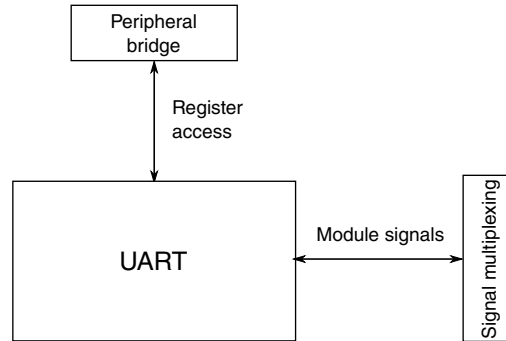 Peripheral
bridge
Register
access
UART
Module signals
Signal multiplexing